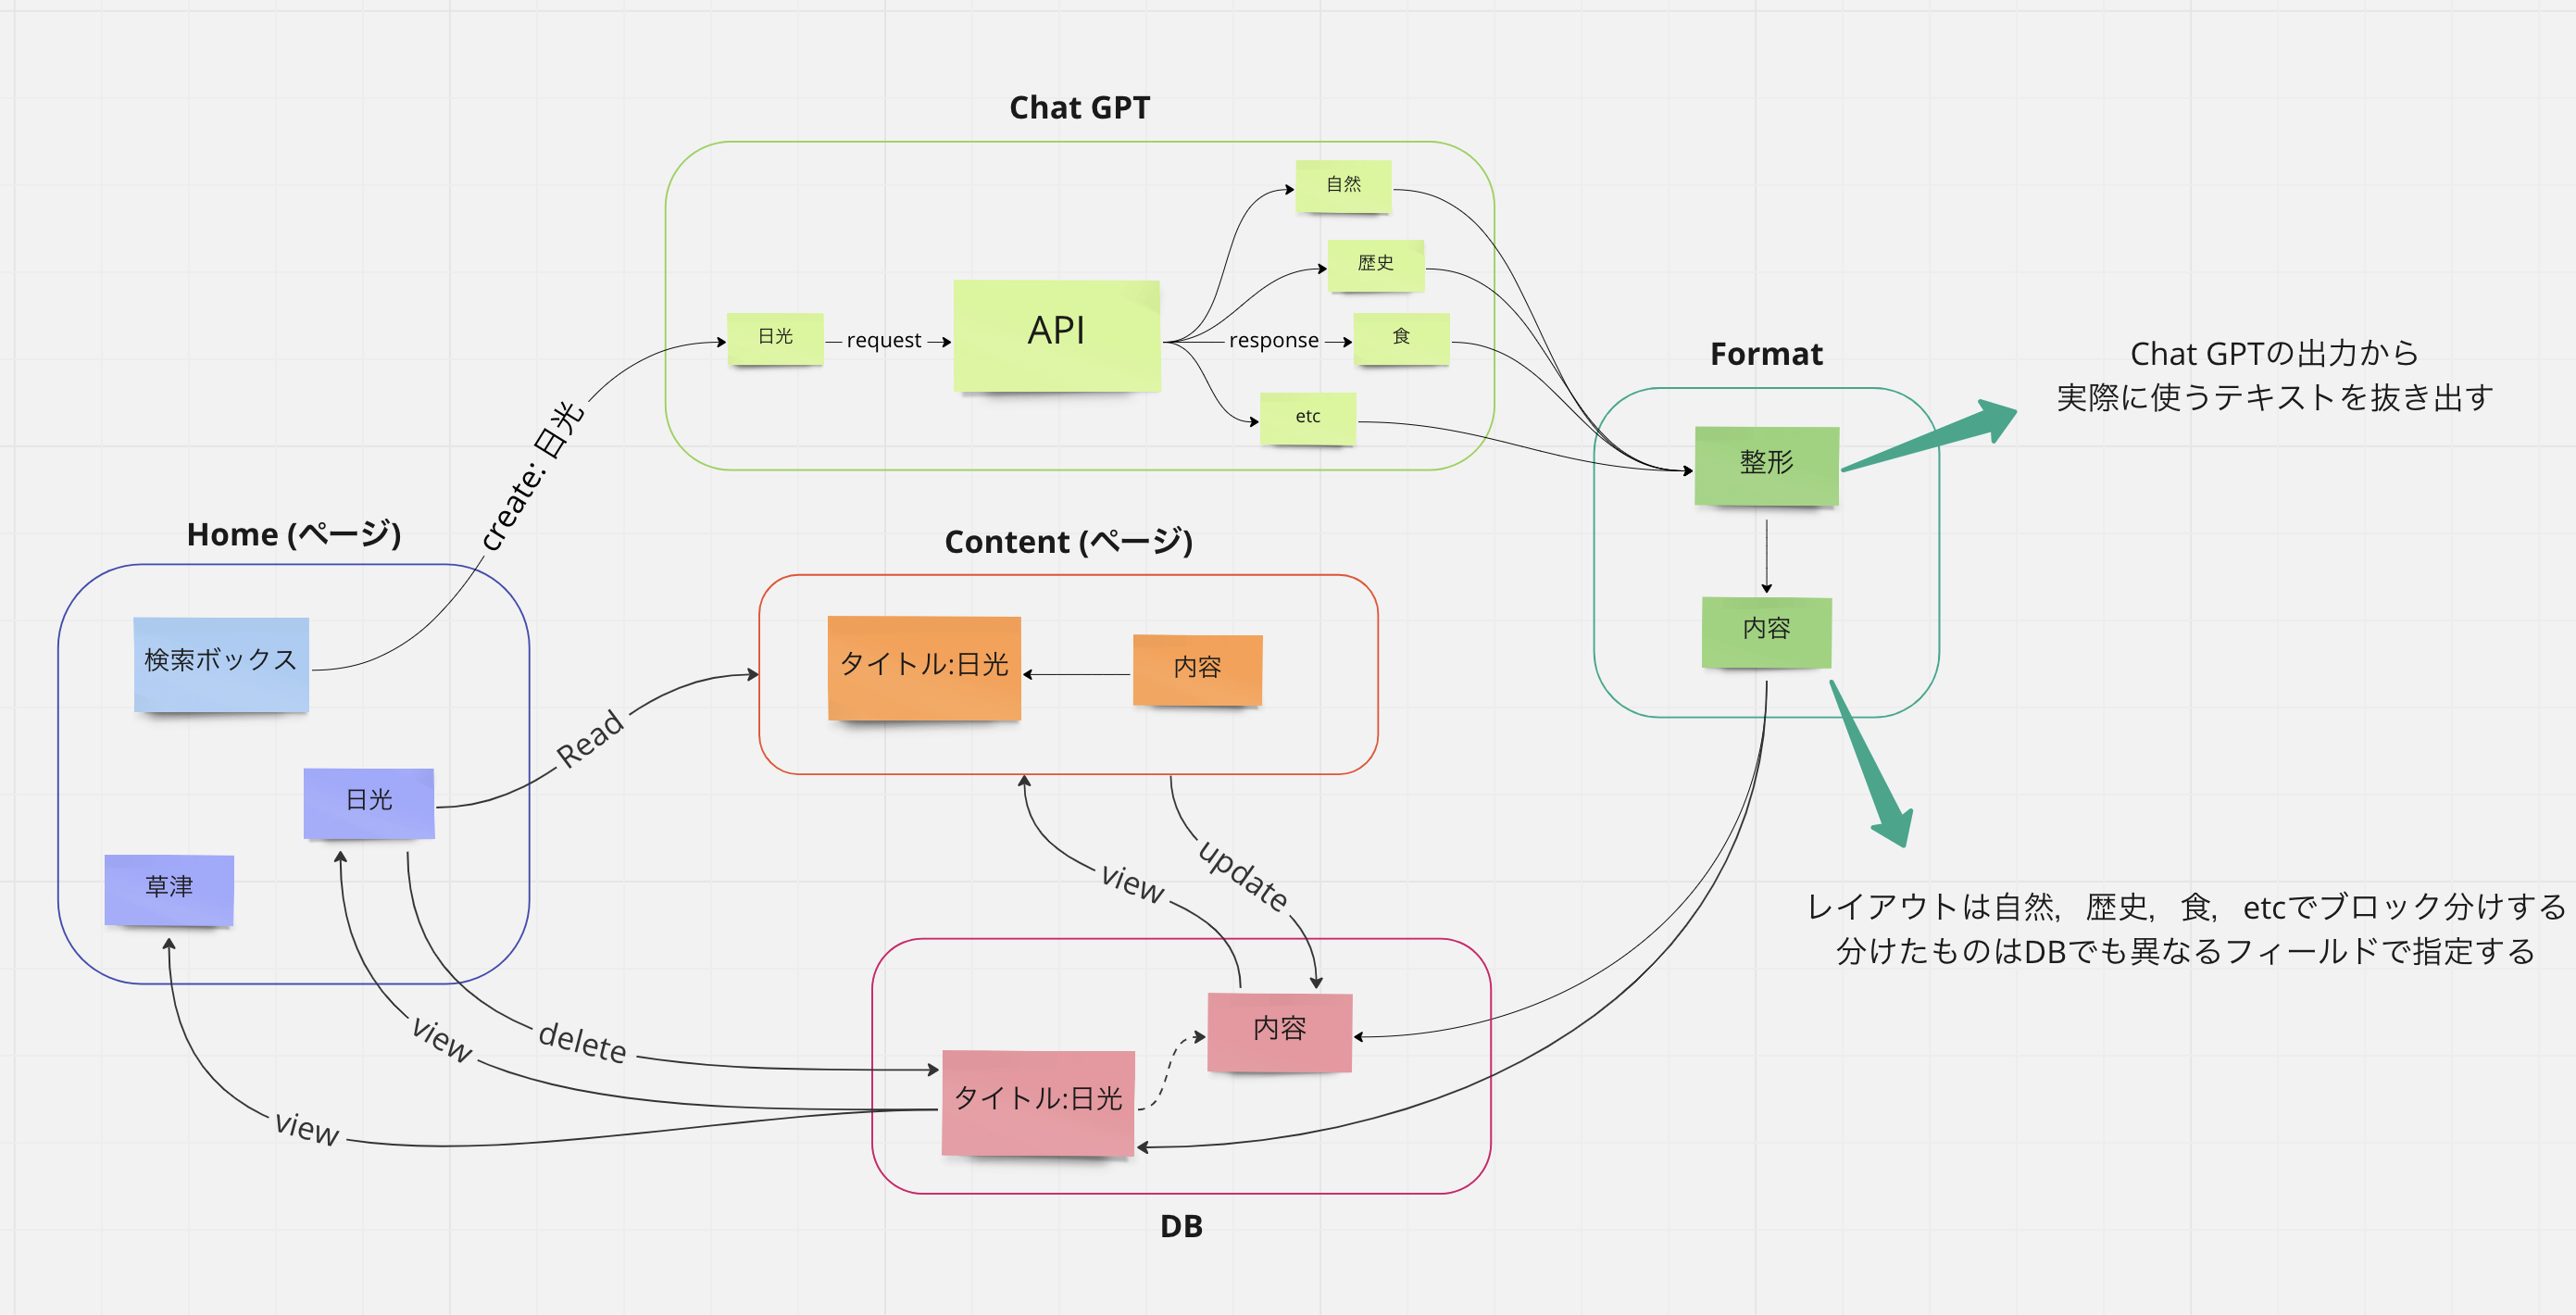 Chat GPT
自然
歴史
日光
request
API
response
食
etc
create: 日光
Format
Chat GPTの出力から
実際に使うテキストを抜き出す
整形
内容
レイアウトは自然，歴史，食，etcでブロック分けする
分けたものはDBでも異なるフィールドで指定する
Home (ページ)
検索ボックス
日光
草津
Read
Content (ページ)
タイトル:日光
内容
view
update
view
delete
view
内容
タイトル:日光
DB